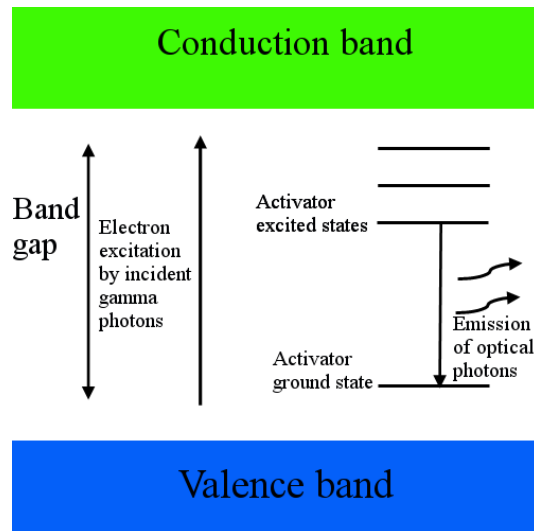 Conduction band
Band
gap
Electron
excitation
by incident
gamma
photons
Activator
excited states
Emission
of optical
photons
Activator
ground state
Valence band